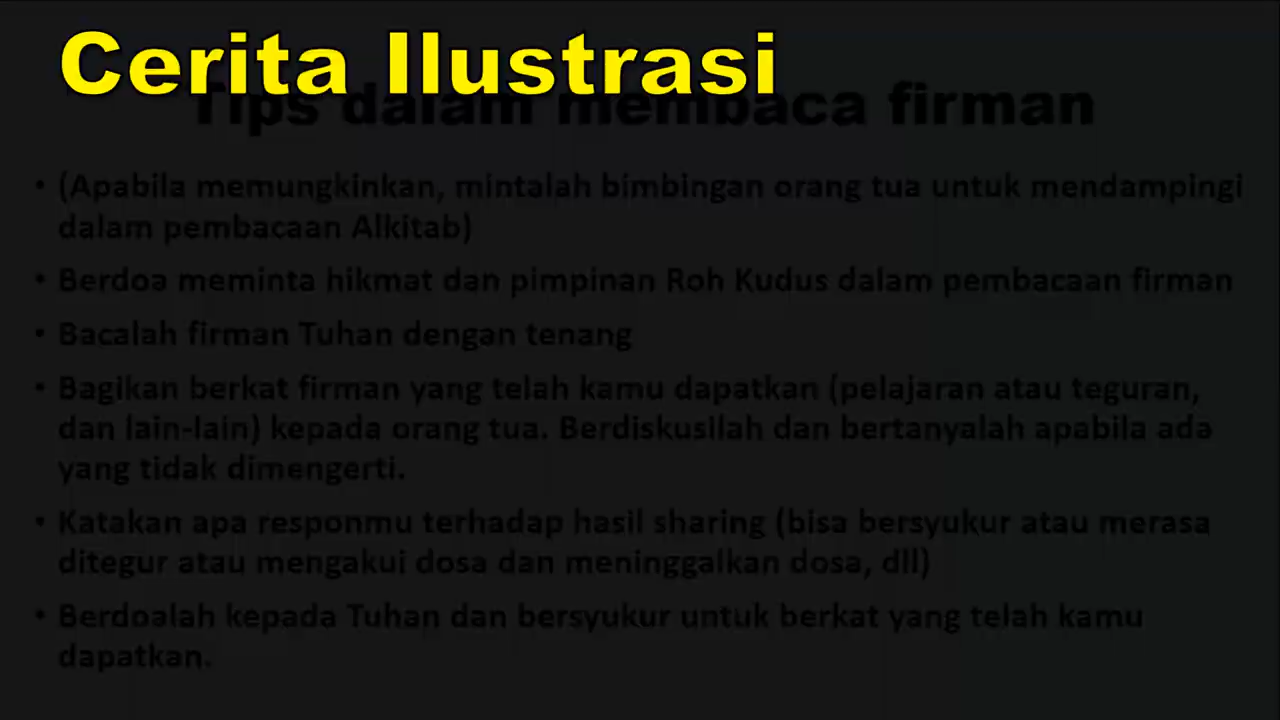 Cerita Ilustrasi
Tips dalam membaca firman
• (Apabila memungkinkan, mintalah bimbingan orang tua untuk mendampingi
dalam pembacaan Alkitab)
• Berdoa meminta hikmat dan pimpinan Roh Kudus dalam pembacaan firman
• Bacalah firman Tuhan dengan tenang
• Bagikan berkat firman yang telah kamu dapatkan (pelajaran atau teguran,
dan lain-lain) kepada orang tua. Berdiskusilah dan bertanyalah apabila ada
yang tidak dimengerti.
• Katakan apa responmu terhadap hasil sharing (bisa bersyukur atau merasa
ditegur atau mengakui dosa dan meninggalkan dosa, dll)
• Berdoalah kepada Tuhan dan bersyukur untuk berkat yang telah kamu
dapatkan.